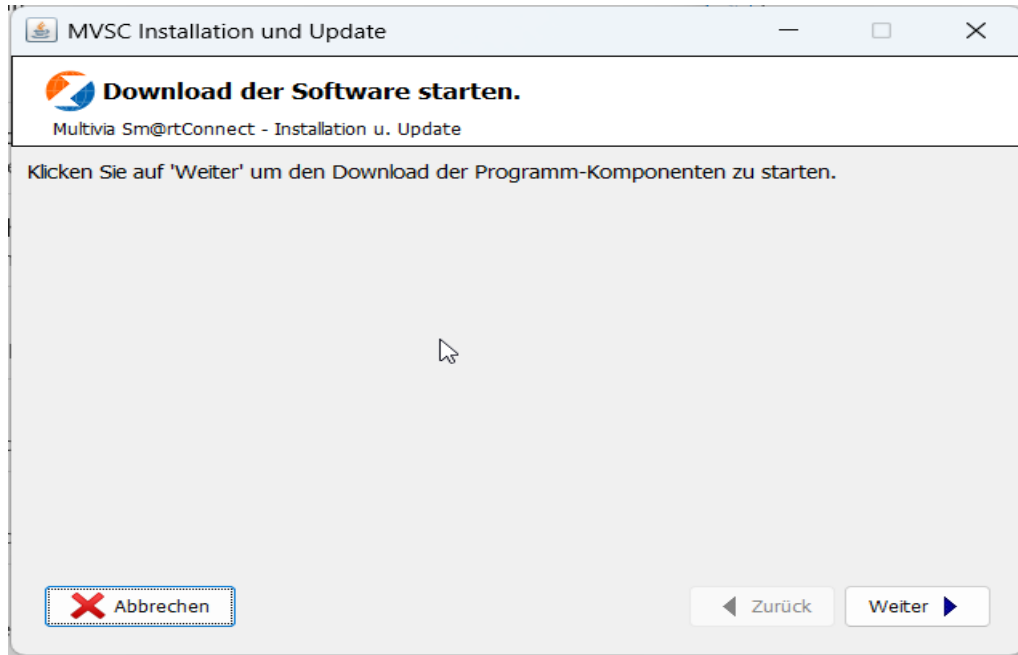 MVSC Installation und Update
Download der Software starten.
Multivia Sm@rtConnect - Installation u. Update
Klicken Sie auf 'Weiter' um den Download der Programm-Komponenten zu starten.
Abbrechen
Zurück
Weiter